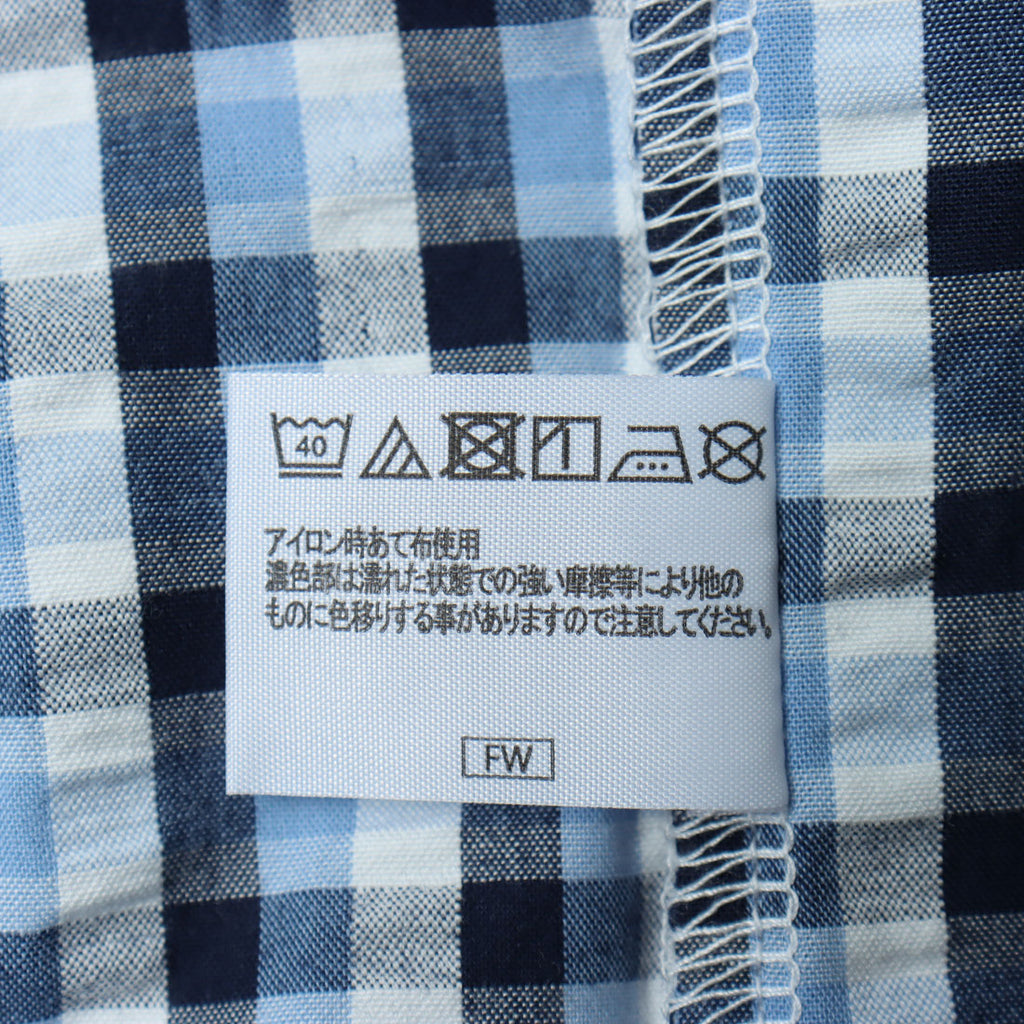 40
アイロン時あて布使用
濃色部は濡れた状態での強い摩擦等により他の
ものに色移りする事がありますので注意してください。
FW